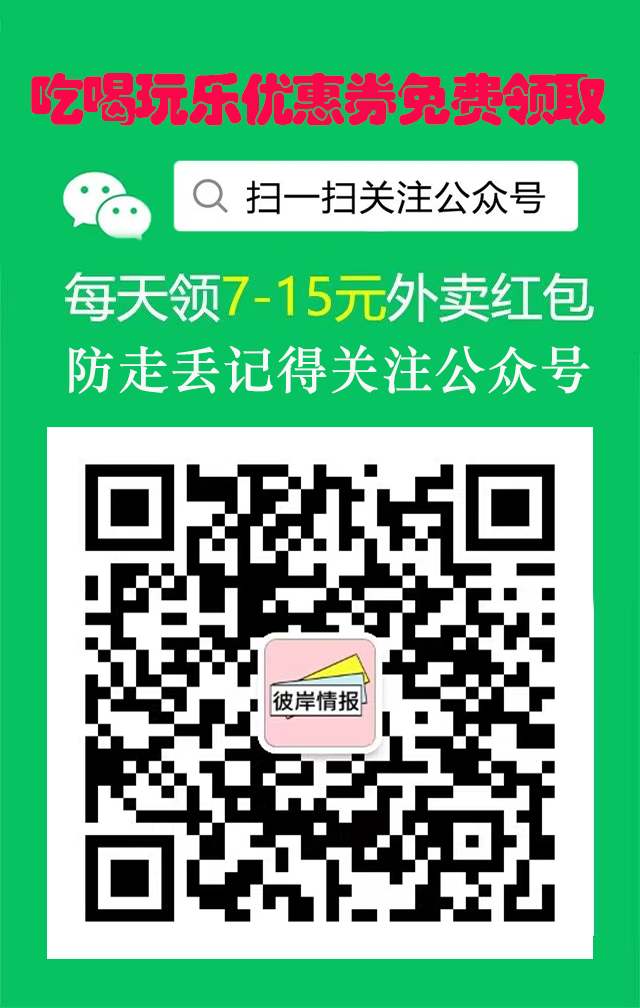 吃喝玩乐优惠券免费领取
扫一扫关注公众号
每天领7-15元外卖红包
防走丢记得关注公众号
彼岸情报